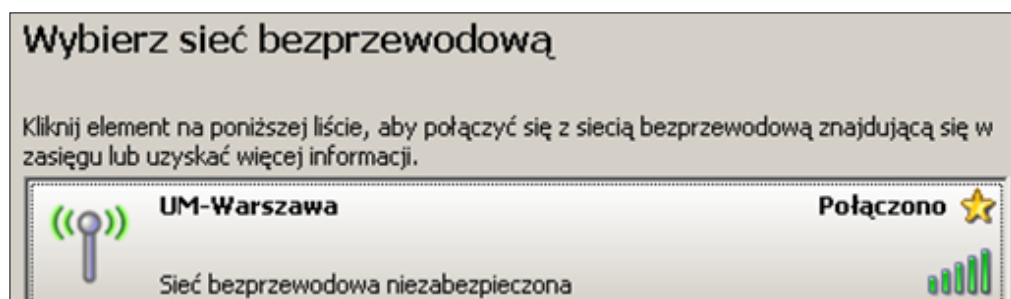 Wybierz sieć bezprzewodową
Kliknij element na poniższej liście, aby połączyć się z siecią bezprzewodową znajdującą się w
zasięgu lub uzyskać więcej informacji.
UM-Warszawa Połączono
Sieć bezprzewodowa niezabezpieczona